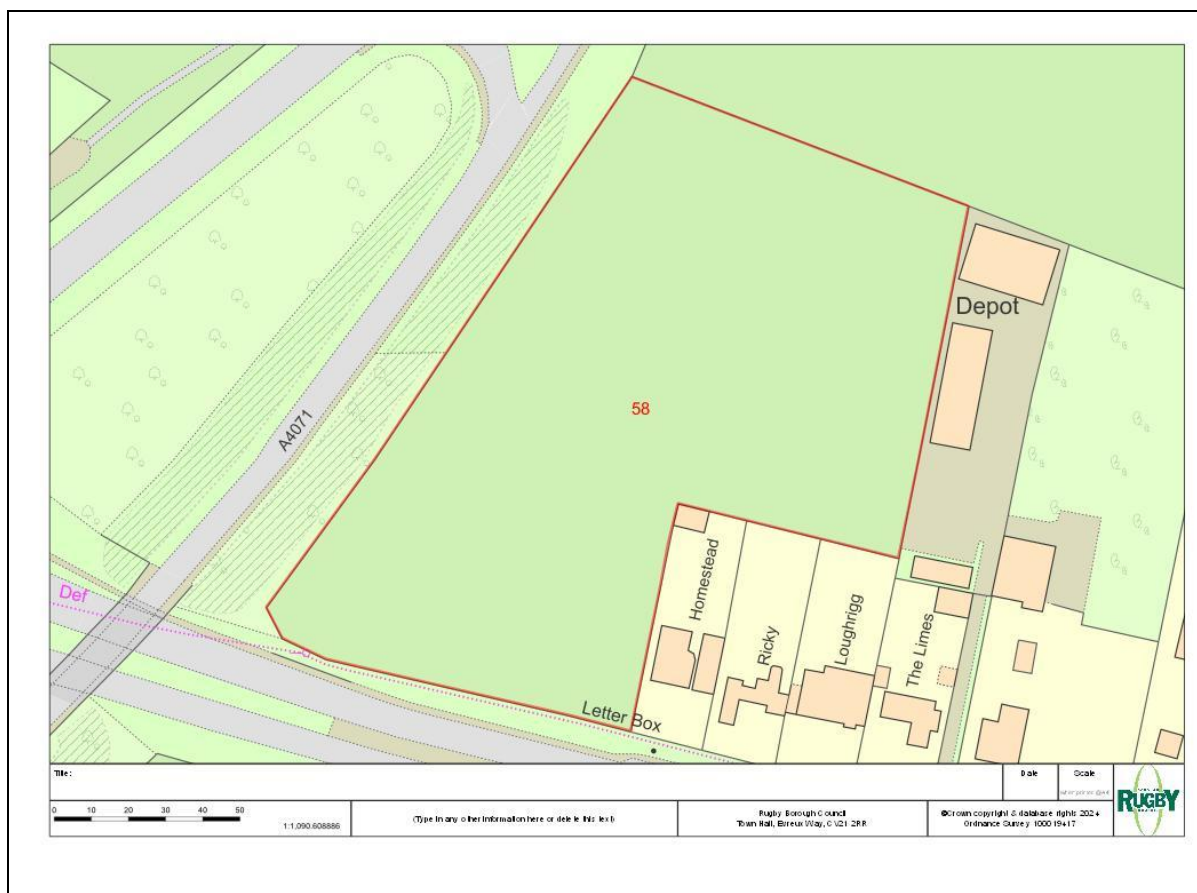 Depot
58
A4071
Def
Homestead
Ricky
Loughrigg
The Limes
Letter Box
Title:
Date
Scale
0 10 20 30 40 50
1:1,090.608886
(Type in any other information here or delete this text)
Rugby Borough Council
Town Hall, Evreux Way, CV21 2RR
©Crown copyright & database rights 2024
Ordnance Survey 100019417
RUGBY